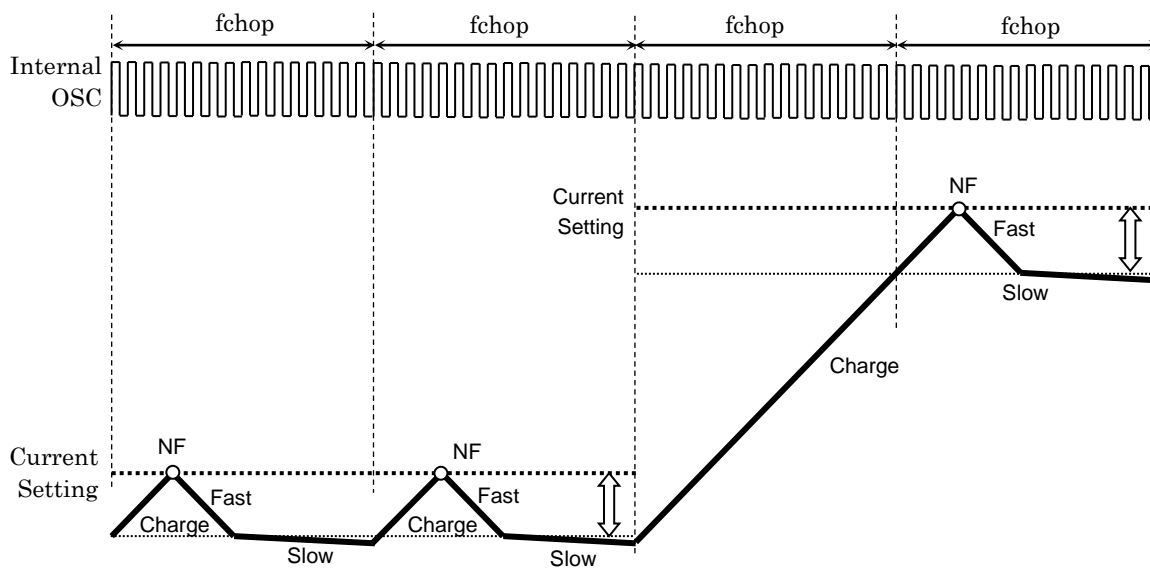 fchop
fchop
fchop
fchop
Internal
OSC
Current
Setting
NF
Fast
Slow
Charge
Current
Setting
NF
Fast
Charge
Slow
NF
Fast
Charge
Slow